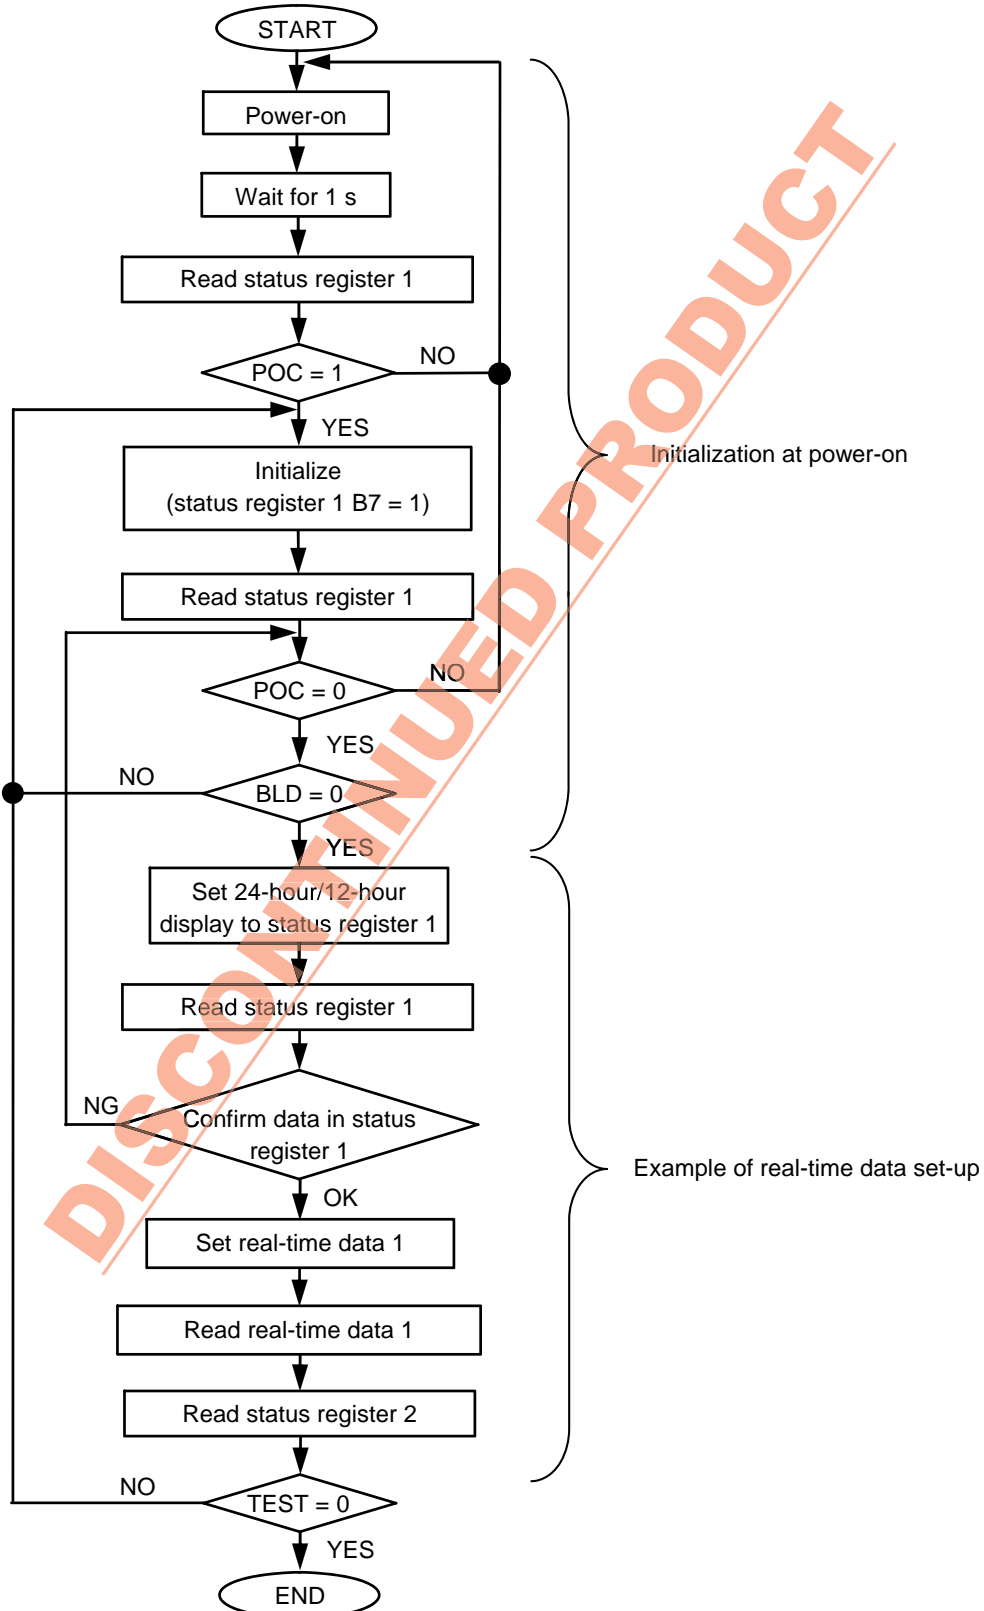 START
Power-on
Wait for 1 s
Read status register 1
POC = 1
NO
YES
Initialize
(status register 1 B7 = 1)
Initialization at power-on
Read status register 1
POC = 0
NO
YES
BLD = 0
NO
YES
Set 24-hour/12-hour
display to status register 1
Read status register 1
NG
Confirm data in status
register 1
Example of real-time data set-up
OK
Set real-time data 1
Read real-time data 1
Read status register 2
NO
TEST = 0
YES
END
DISCONTINUED PRODUCT